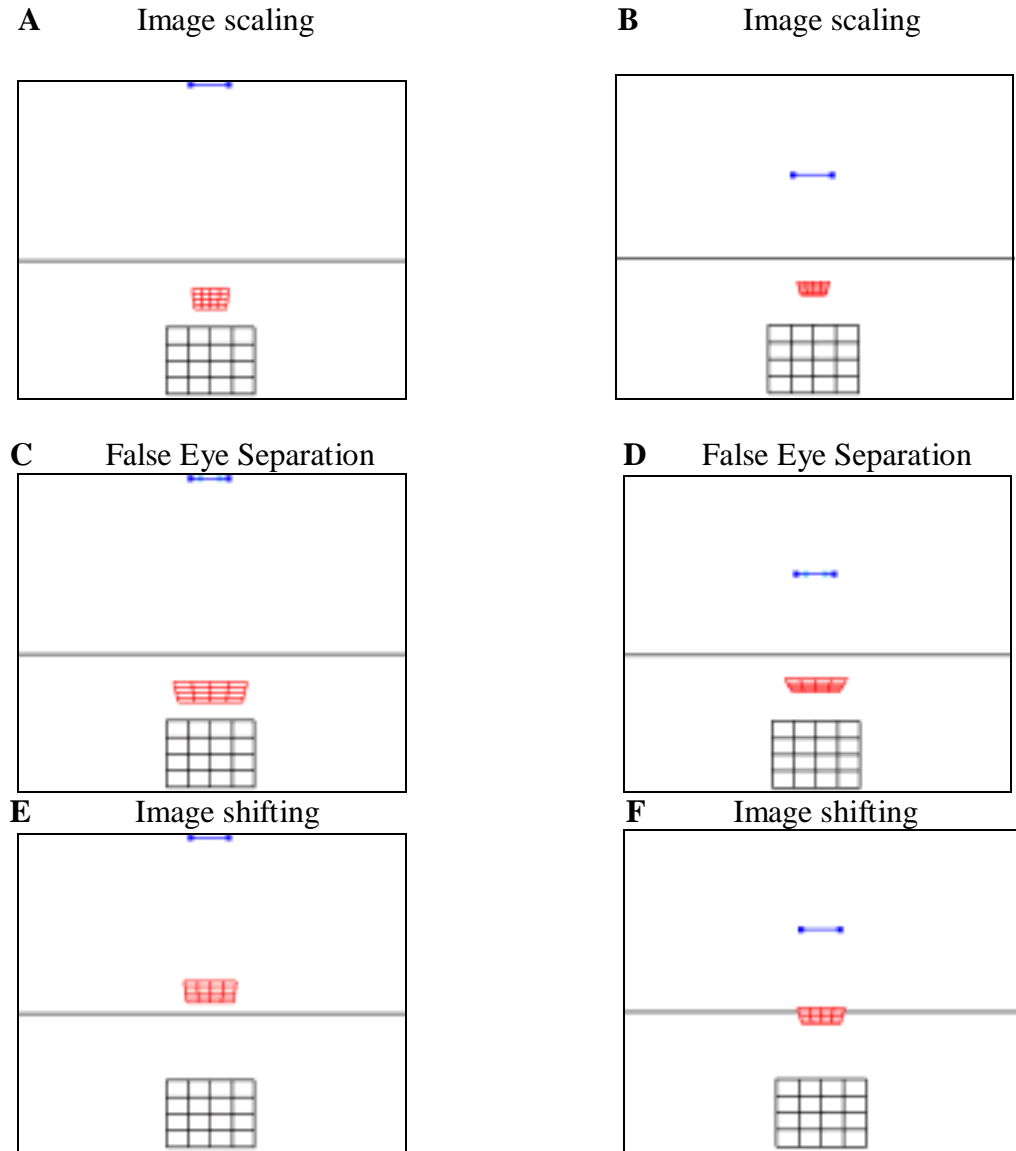 A Image scaling
B Image scaling
C False Eye Separation
D False Eye Separation
E Image shifting
F Image shifting